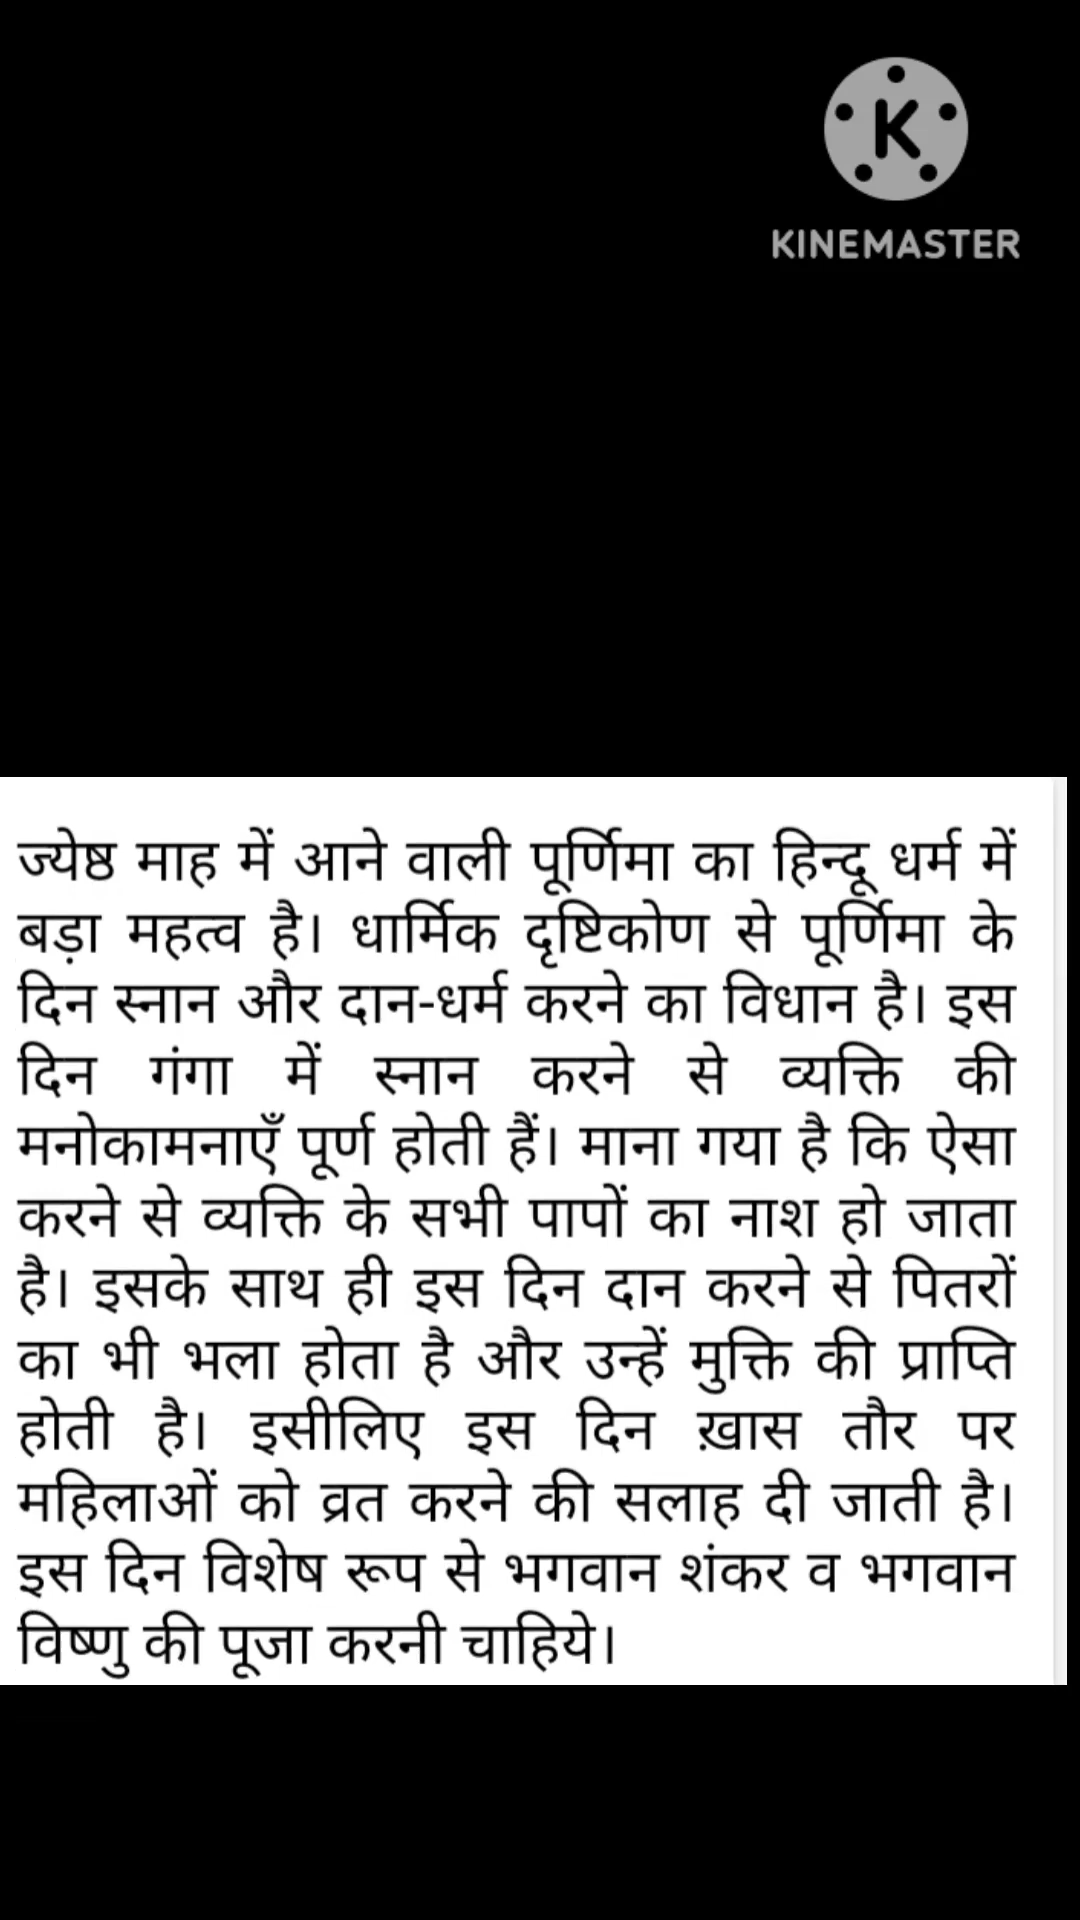 KINEMASTER
ज्येष्ठ माह में आने वाली पूर्णिमा का हिन्दू धर्म में
बड़ा महत्व है। धार्मिक दृष्टिकोण से पूर्णिमा के
दिन स्नान और दान-धर्म करने का विधान है। इस
दिन गंगा में स्नान करने से व्यक्ति की
मनोकामनाएँ पूर्ण होती हैं। माना गया है कि ऐसा
करने से व्यक्ति के सभी पापों का नाश हो जाता
है। इसके साथ ही इस दिन दान करने से पितरों
का भी भला होता है और उन्हें मुक्ति की प्राप्ति
होती है। इसीलिए इस दिन ख़ास तौर पर
महिलाओं को व्रत करने की सलाह दी जाती है।
इस दिन विशेष रूप से भगवान शंकर व भगवान
विष्णु की पूजा करनी चाहिये।